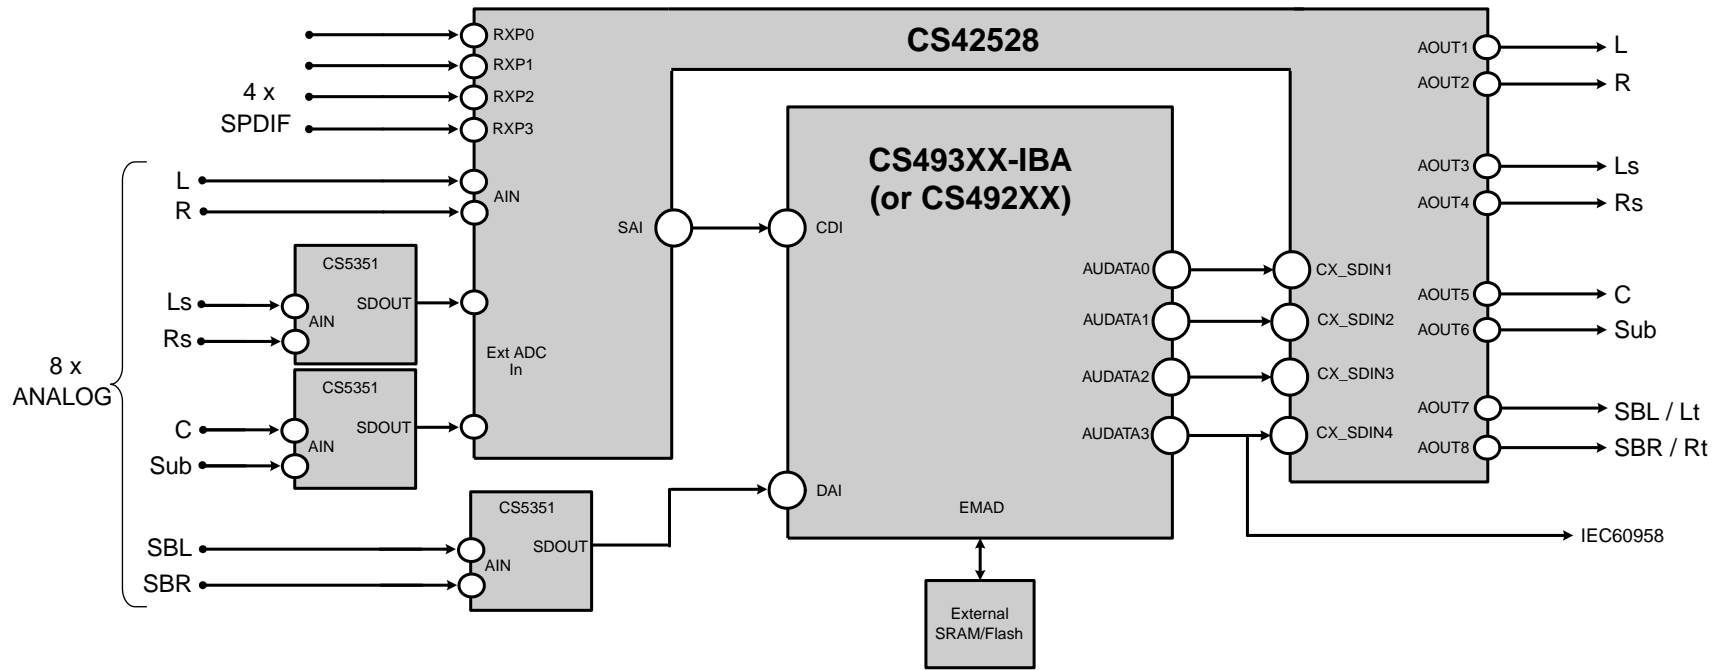 CS42528
RXP0
RXP1
RXP2
RXP3
4 x
SPDIF
L
R
AIN
CS5351
Ls
Rs
AIN
SDOUT
Ext ADC
In
8 x
ANALOG
CS5351
C
Sub
AIN
SDOUT
CS5351
SBL
SBR
AIN
SDOUT
SAI
CS493XX-IBA
(or CS492XX)
CDI
DAI
EMAD
AUDATA0
AUDATA1
AUDATA2
AUDATA3
CX_SDIN1
CX_SDIN2
CX_SDIN3
CX_SDIN4
External
SRAM/Flash
AOUT1
L
AOUT2
R
AOUT3
Ls
AOUT4
Rs
AOUT5
C
AOUT6
Sub
AOUT7
SBL / Lt
AOUT8
SBR / Rt
IEC60958